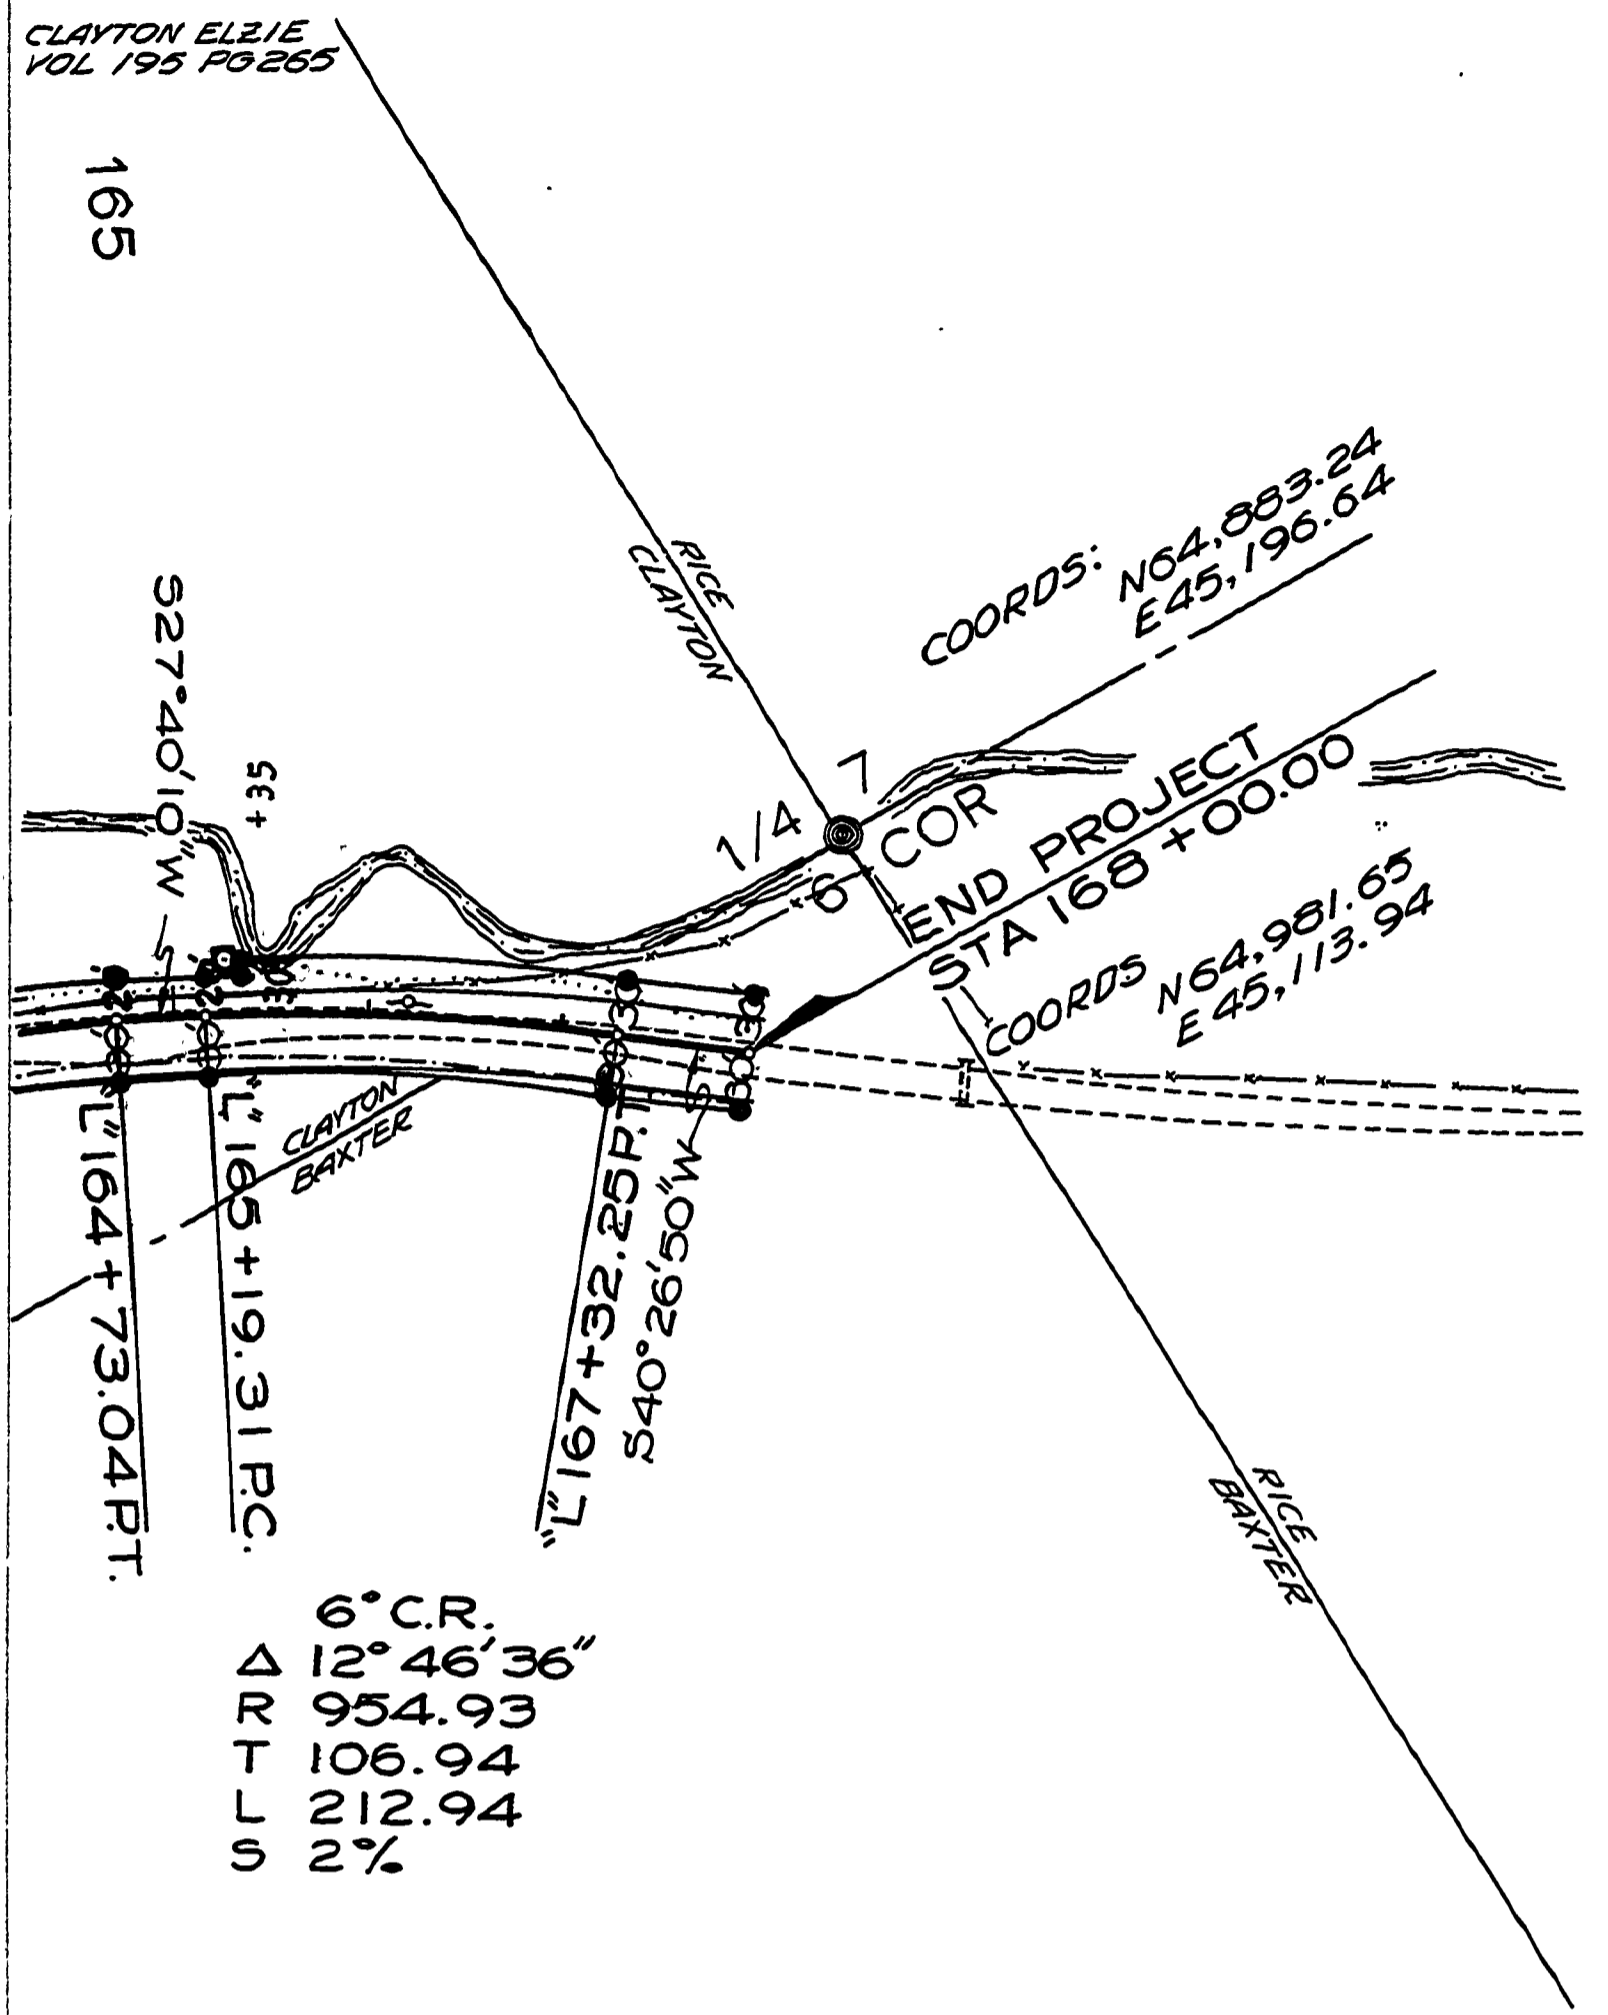 CLAYTON ELZIE
VOL 195 PG 265
165
S27°40'10"W
+35
RICE
CLAYTON
COORDS: N64,883.24
E45,196.64
1/4 COR
7
6
END PROJECT
STA 168+00.00
COORDS N64,981.65
E45,113.94
CLAYTON
BAXTER
"L" 164+73.04 P.T.
"L" 165+19.31 P.C.
"L" 167+32.25 P.T.
S40°26'50"W
RICE
BAXTER
6° C.R.
Δ 12°46'36"
R 954.93
T 106.94
L 212.94
S 2%